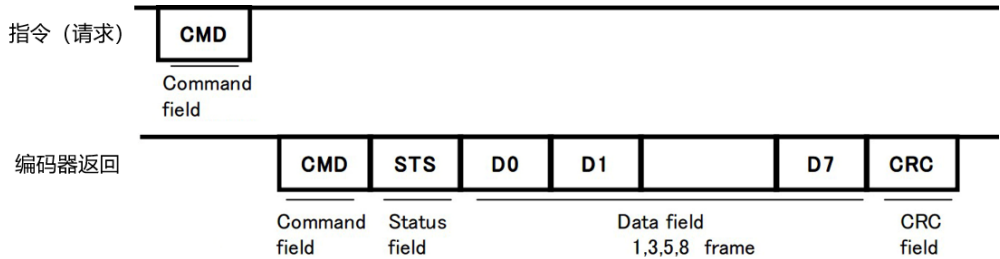 指令（请求）
CMD
Command
field
编码器返回
CMD STS D0 D1 D7 CRC
Command Status Data field CRC
field field 1,3,5,8 frame field